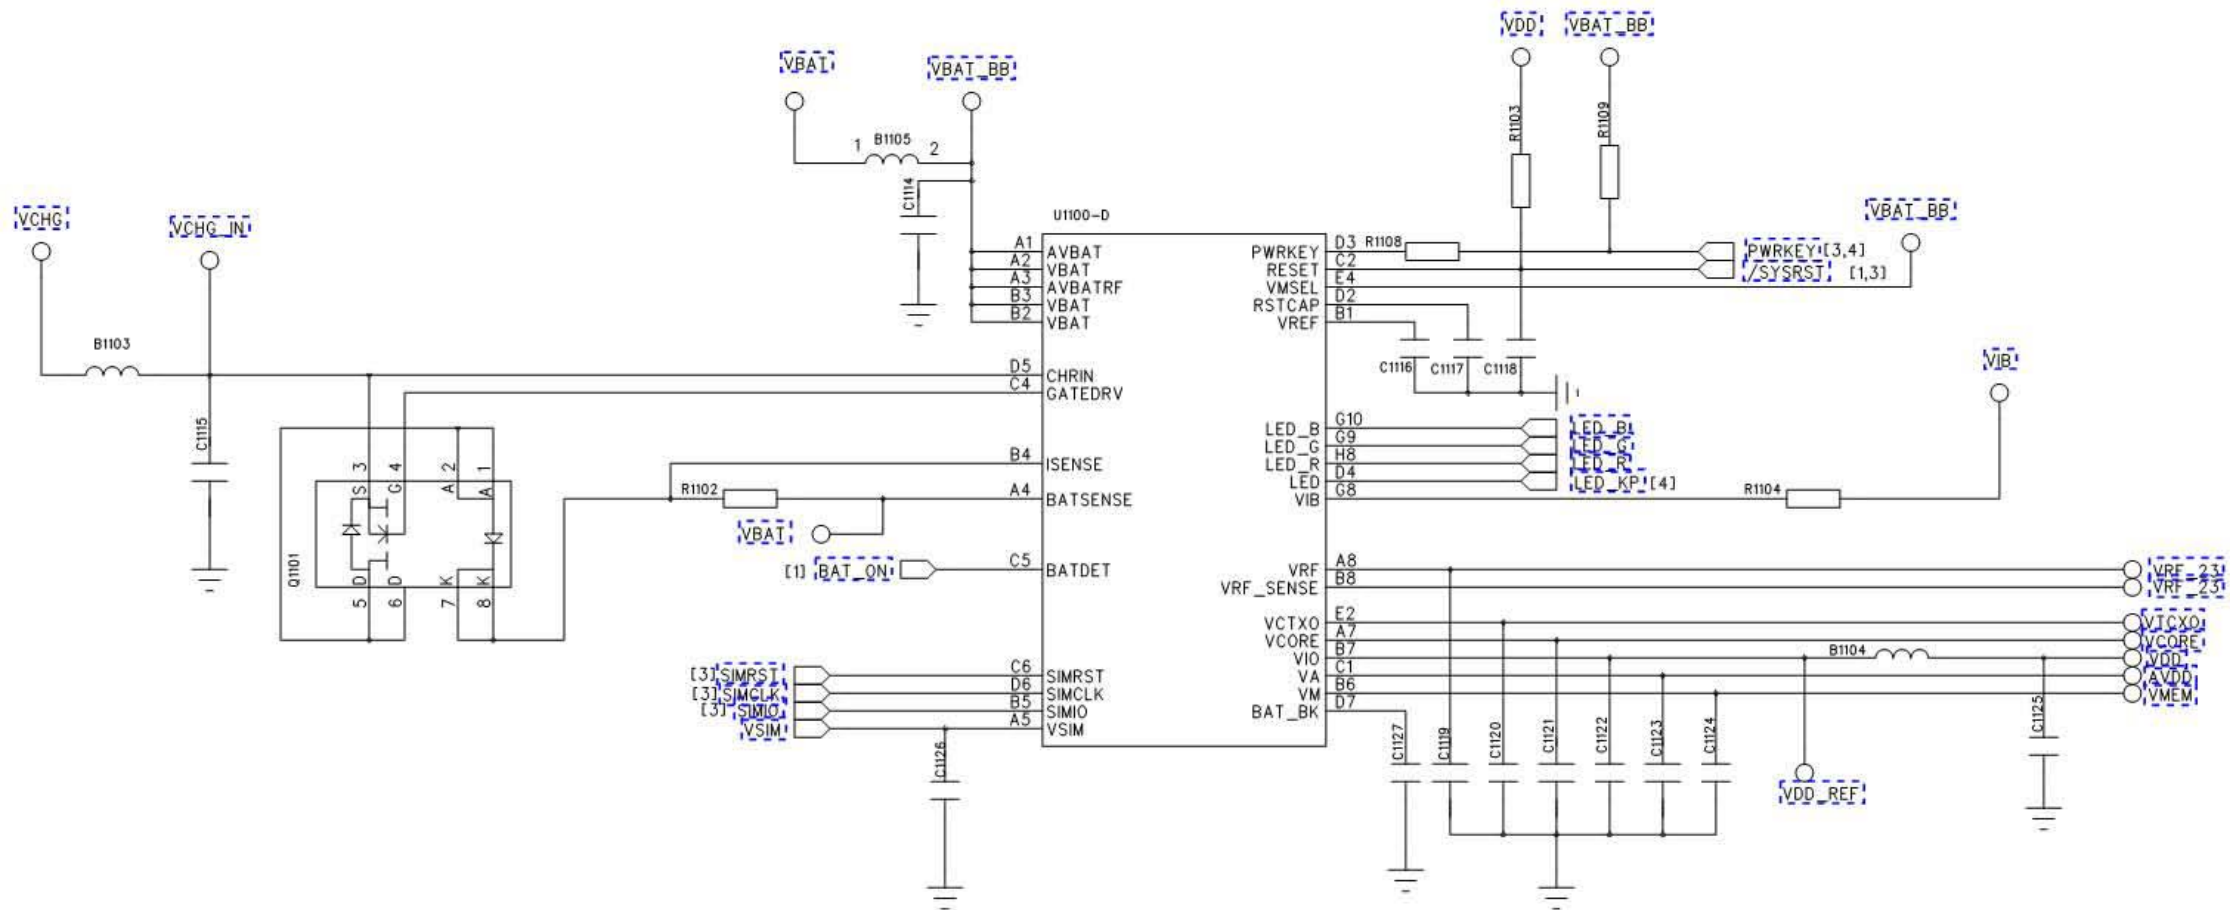 VDD VBAT_BB
VBAT VBAT_BB
R1103 R1109
1 B1105 2
C1114
VCHG VCHG_IN
U1100-D
VBAT_BB
A1 AVBAT
A2 VBAT
A3 AVBATRF
B3 VBAT
B2 VBAT
PWRKEY D3 R1108 PWRKEY [3,4]
RESET C2 /SYSRST [1,3]
VMSEL E4
RSTCAP D2
VREF B1
B1103
C1116 C1117 C1118
1
VIB
D5 CHRIN
C4 GATEDRV
C1115
LED_B G10 LED_B
LED_G G9 LED_G
LED_R H8 LED_R
LED D4 LED_KP [4]
VIB G8 R1104
B4 ISENSE
R1102 A4 BATSENSE
VBAT
[1] BAT_ON C5 BATDET
3 4 2 1
S G A A
Q1101
D D K K
5 6 7 8
VRF A8 VRF_23
VRF_SENSE B8 VRF_23
VCTXO E2 VTCXO
VCORE A7 VCORE
VIO B7 B1104 VDD
VA C1 AVDD
VM B6 VMEM
BAT_BK D7
[3] SIMRST C6 SIMRST
[3] SIMCLK D6 SIMCLK
[3] SIMIO B5 SIMIO
VSIM A5 VSIM
C1126
C1127 C1119 C1120 C1121 C1122 C1123 C1124 C1125
VDD_REF